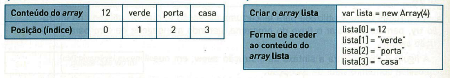 Conteúdo do array 12 verde porta casa
Posição (índice) 0 1 2 3
Criar o array lista var lista = new Array(4)
Forma de aceder lista[0] = 12
ao conteúdo do lista[1] = "verde"
array lista lista[2] = "porta"
lista[3] = "casa"